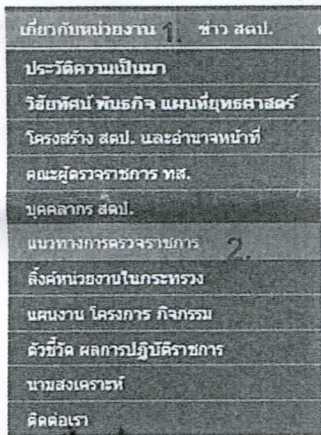 เกี่ยวกับหน่วยงาน 1. ข่าว สตป.
ประวัติความเป็นมา
วิสัยทัศน์ พันธกิจ แผนที่ยุทธศาสตร์
โครงสร้าง สตป. และอำนาจหน้าที่
คณะผู้ตรวจราชการ ทส.
บุคคลากร สตป.
แนวทางการตรวจราชการ 2.
ลิ้งค์หน่วยงานในกระทรวง
แผนงาน โครงการ กิจกรรม
ตัวชี้วัด ผลการปฏิบัติราชการ
นามสงเคราะห์
ติดต่อเรา